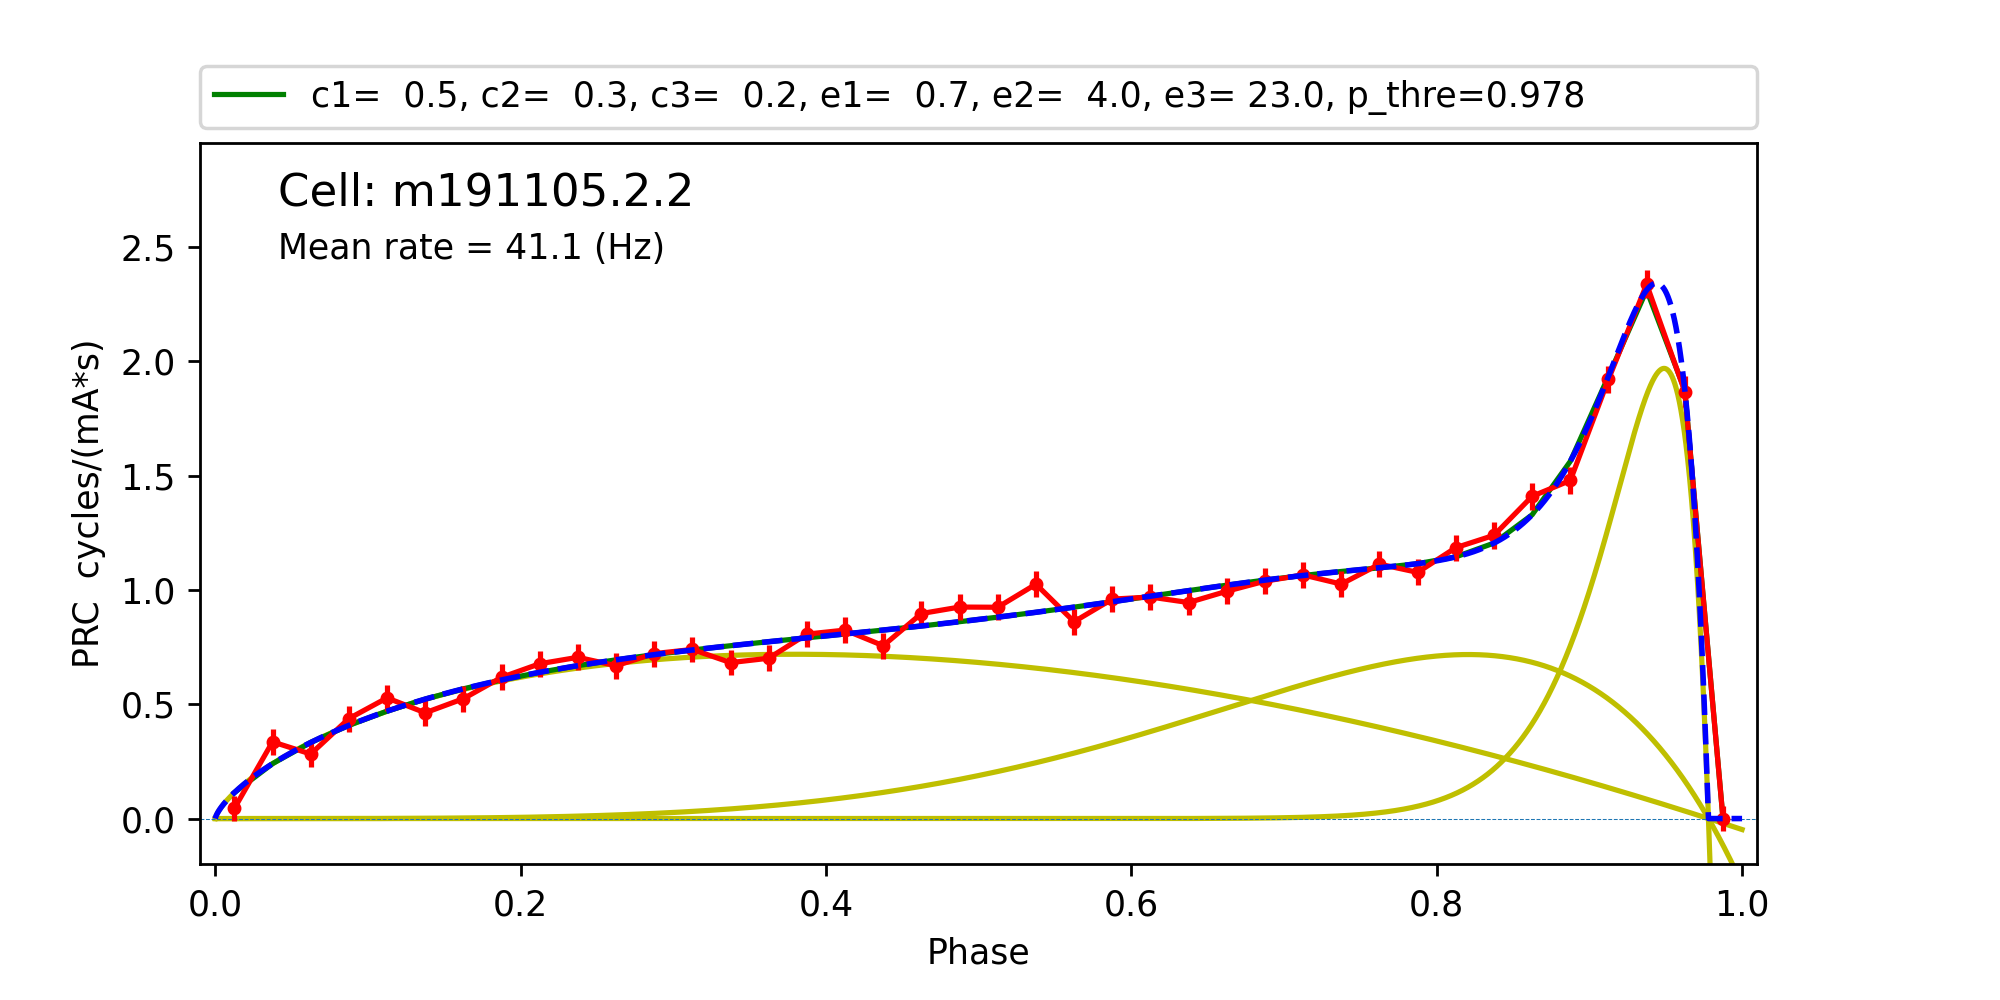 c1=  0.5, c2=  0.3, c3=  0.2, e1=  0.7, e2=  4.0, e3= 23.0, p_thre=0.978
Cell: m191105.2.2
Mean rate = 41.1 (Hz)
PRC  cycles/(mA*s)
2.5
2.0
1.5
1.0
0.5
0.0
0.0 0.2 0.4 0.6 0.8 1.0
Phase